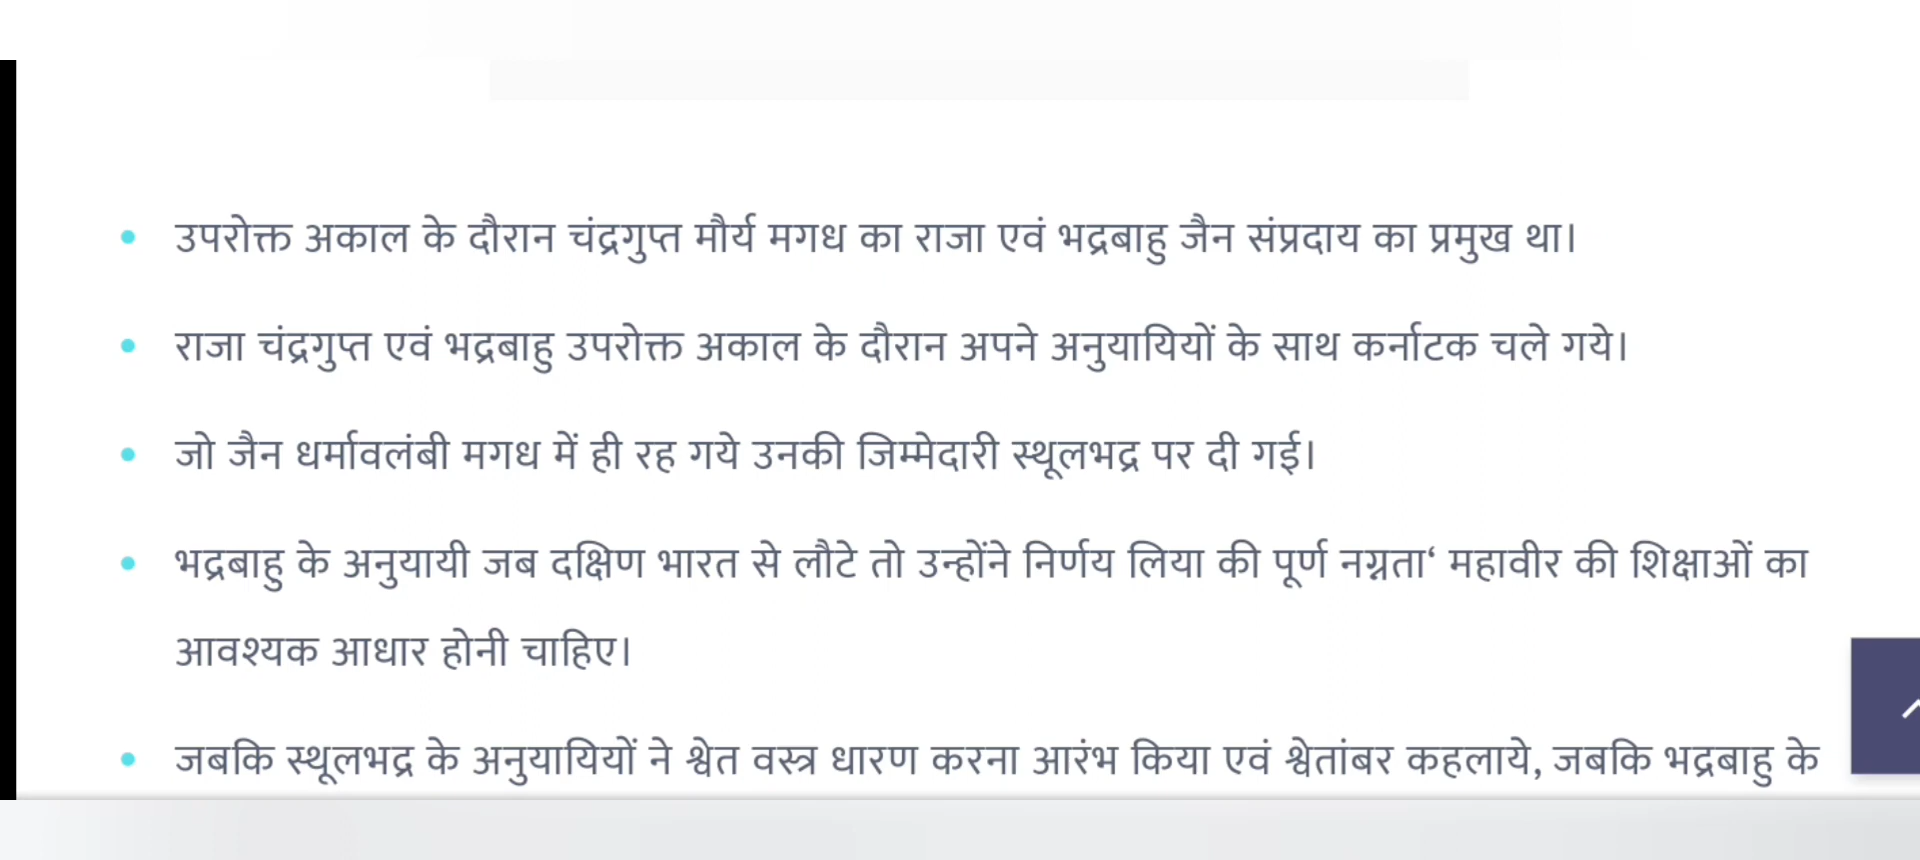 उपरोक्त अकाल के दौरान चंद्रगुप्त मौर्य मगध का राजा एवं भद्रबाहु जैन संप्रदाय का प्रमुख था।
राजा चंद्रगुप्त एवं भद्रबाहु उपरोक्त अकाल के दौरान अपने अनुयायियों के साथ कर्नाटक चले गये।
जो जैन धर्मावलंबी मगध में ही रह गये उनकी जिम्मेदारी स्थूलभद्र पर दी गई।
भद्रबाहु के अनुयायी जब दक्षिण भारत से लौटे तो उन्होंने निर्णय लिया की पूर्ण नग्नता‘ महावीर की शिक्षाओं का
आवश्यक आधार होनी चाहिए।
जबकि स्थूलभद्र के अनुयायियों ने श्वेत वस्त्र धारण करना आरंभ किया एवं श्वेतांबर कहलाये, जबकि भद्रबाहु के